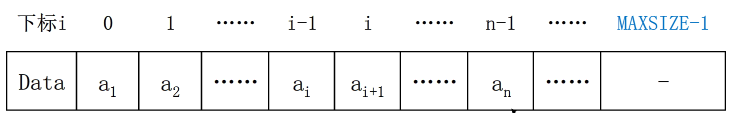 下标i 0 1 …… i-1 i …… n-1 …… MAXSIZE-1
Data a₁ a₂ …… aᵢ aᵢ₊₁ …… aₙ …… -